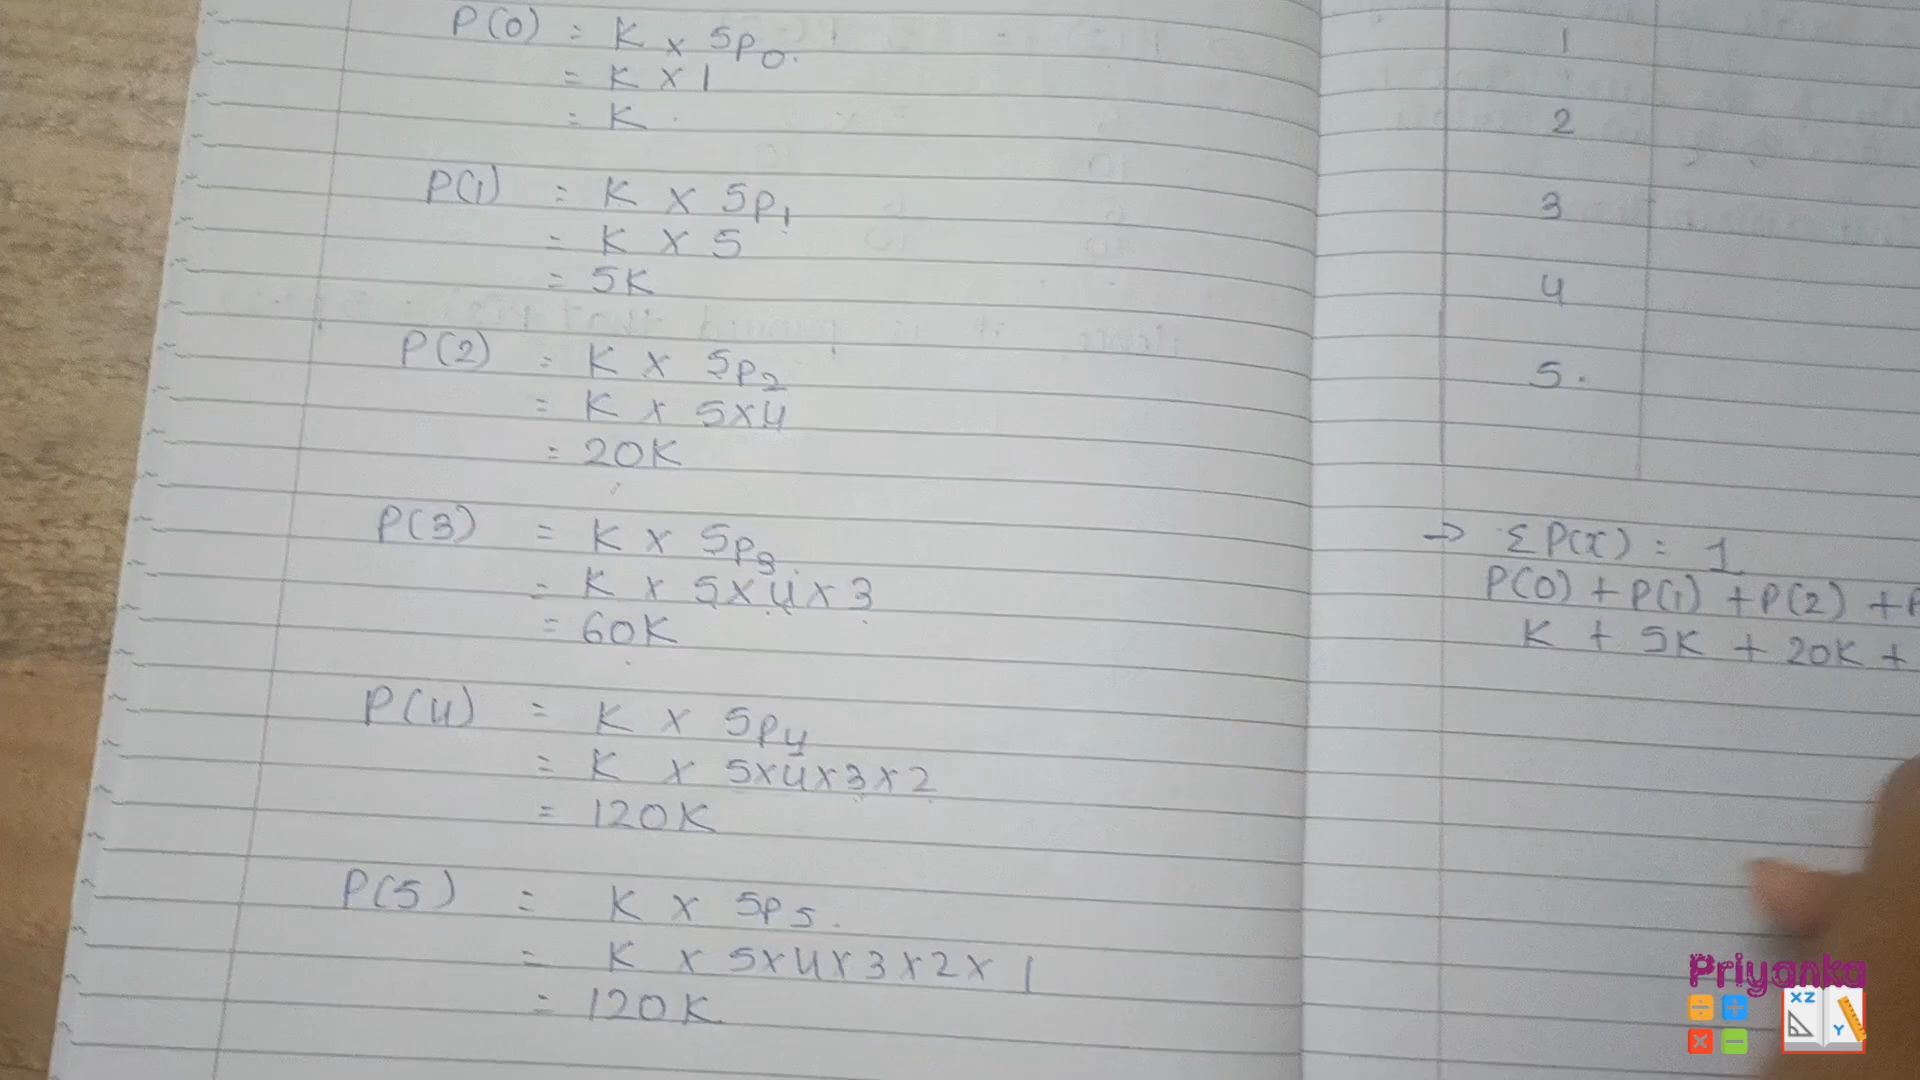 P(0) = K x 5P0.
= K x 1
= K
P(1) = K x 5P1
= K x 5
= 5K
P(2) = K x 5P2
= K x 5x4
= 20K
P(3) = K x 5P3
= K x 5x4x3
= 60K
P(4) = K x 5P4
= K x 5x4x3x2
= 120K
P(5) = K x 5P5.
= K x 5x4x3x2x1
= 120K
1
2
3
4
5.
→ ΣP(x) = 1
P(0) + P(1) + P(2) + P
K + 5K + 20K +
Priyanka
XZ
Y